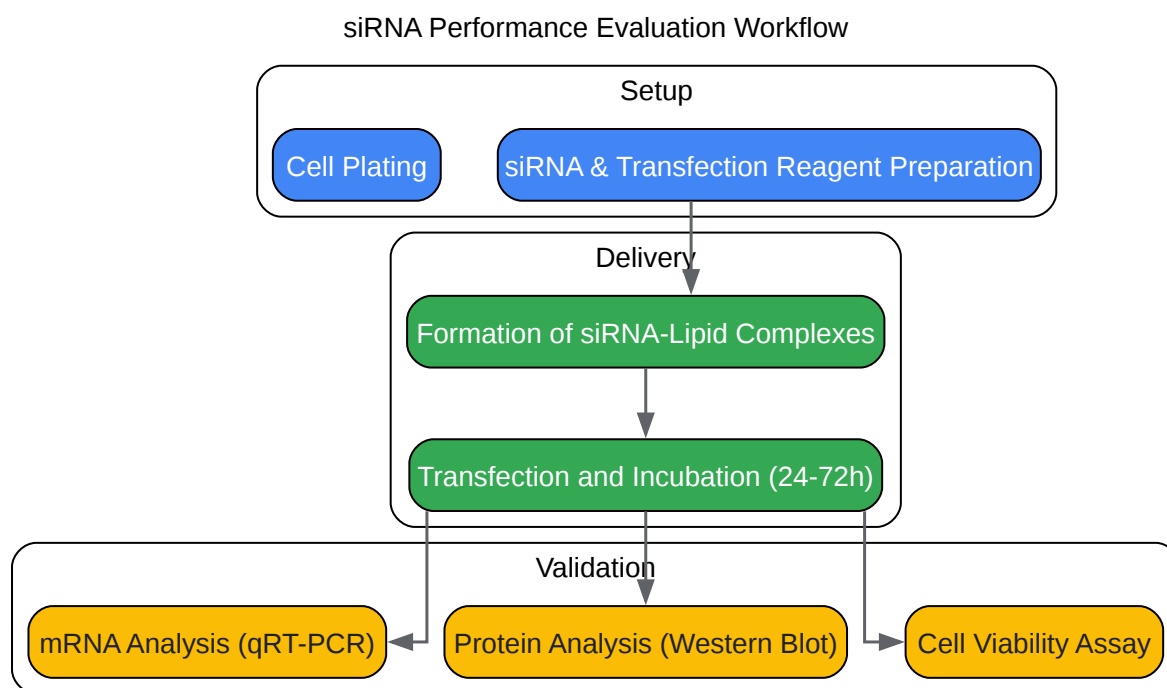 siRNA Performance Evaluation Workflow
Setup
Cell Plating
siRNA & Transfection Reagent Preparation
Delivery
Formation of siRNA-Lipid Complexes
Transfection and Incubation (24-72h)
Validation
mRNA Analysis (qRT-PCR)
Protein Analysis (Western Blot)
Cell Viability Assay